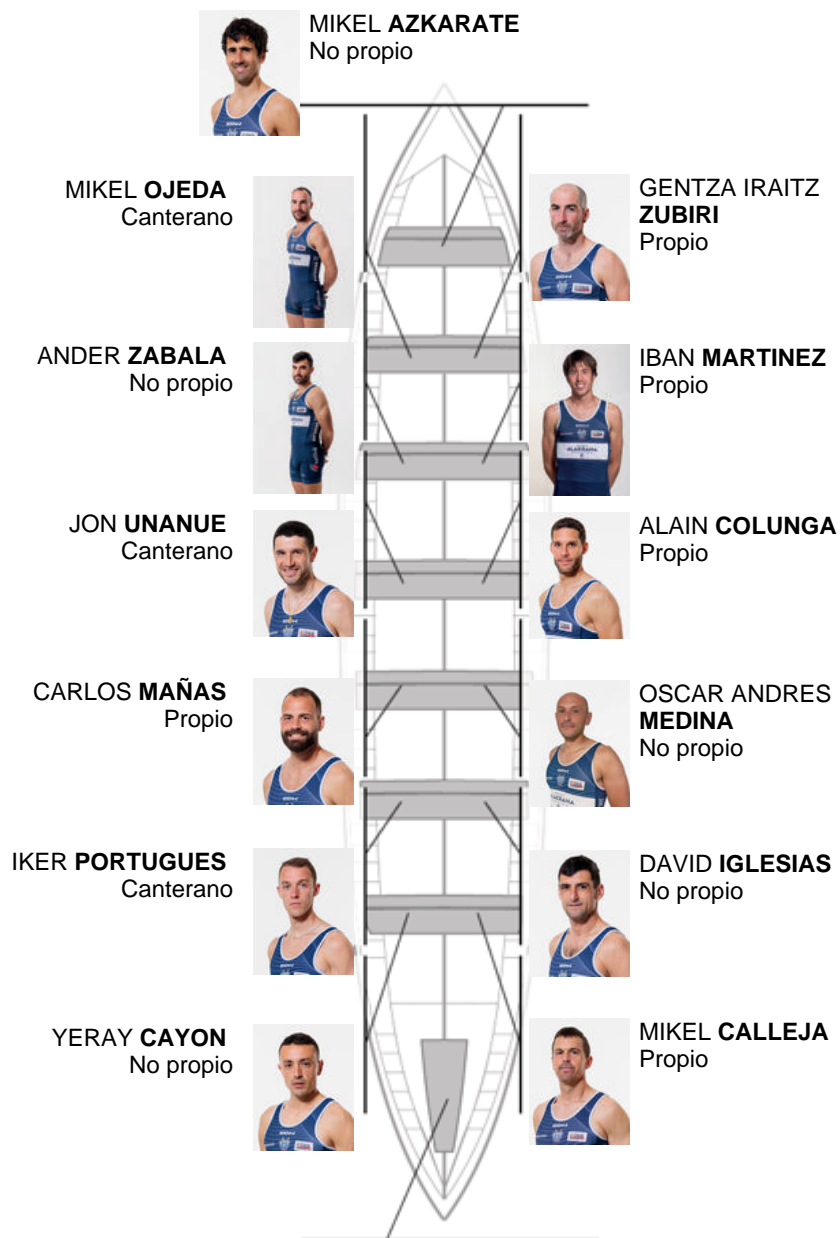 MIKEL AZKARATE
No propio
MIKEL OJEDA
Canterano
GENTZA IRAITZ
ZUBIRI
Propio
ANDER ZABALA
No propio
IBAN MARTINEZ
Propio
JON UNANUE
Canterano
ALAIN COLUNGA
Propio
CARLOS MAÑAS
Propio
OSCAR ANDRES
MEDINA
No propio
IKER PORTUGUES
Canterano
DAVID IGLESIAS
No propio
YERAY CAYON
No propio
MIKEL CALLEJA
Propio